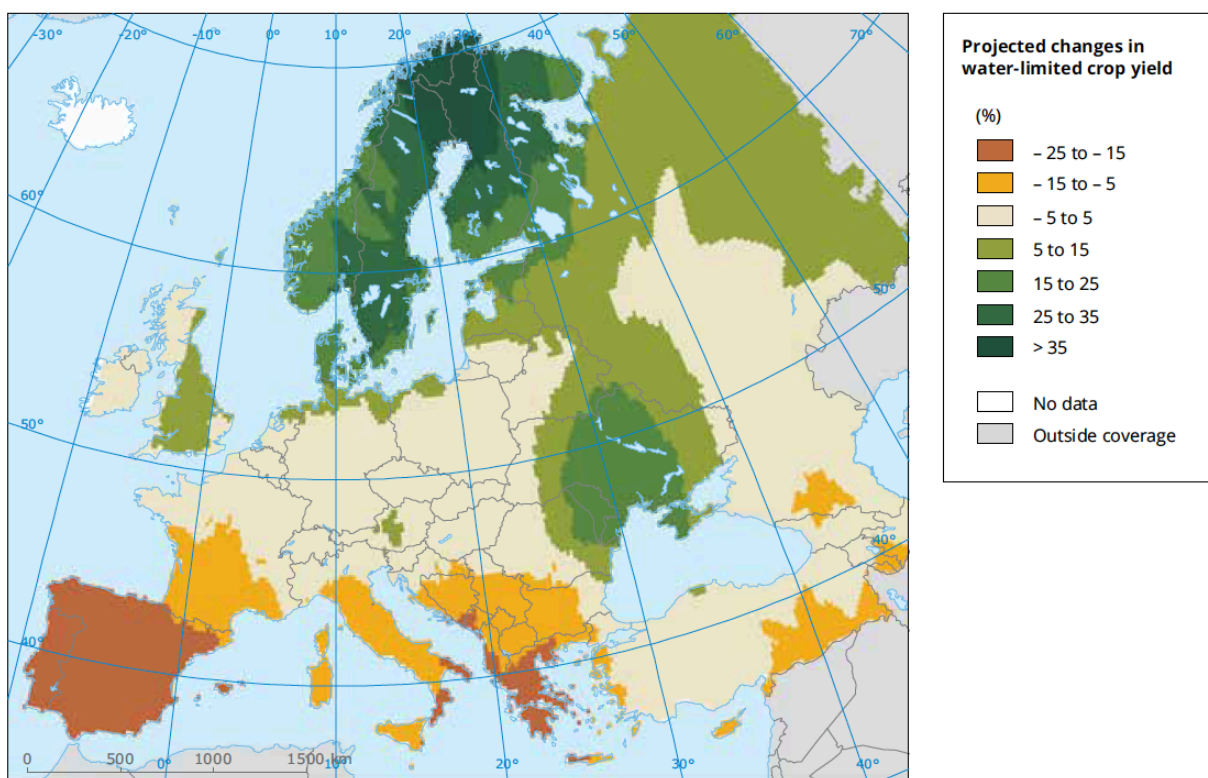 -30°
-20°
-10°
0°
10°
20°
30°
40°
50°
60°
70°
60°
50°
40°
50°
40°
0 500 1000 1500 km
0°
10°
20°
30°
40°
Projected changes in
water-limited crop yield
(%)
– 25 to – 15
– 15 to – 5
– 5 to 5
5 to 15
15 to 25
25 to 35
> 35
No data
Outside coverage